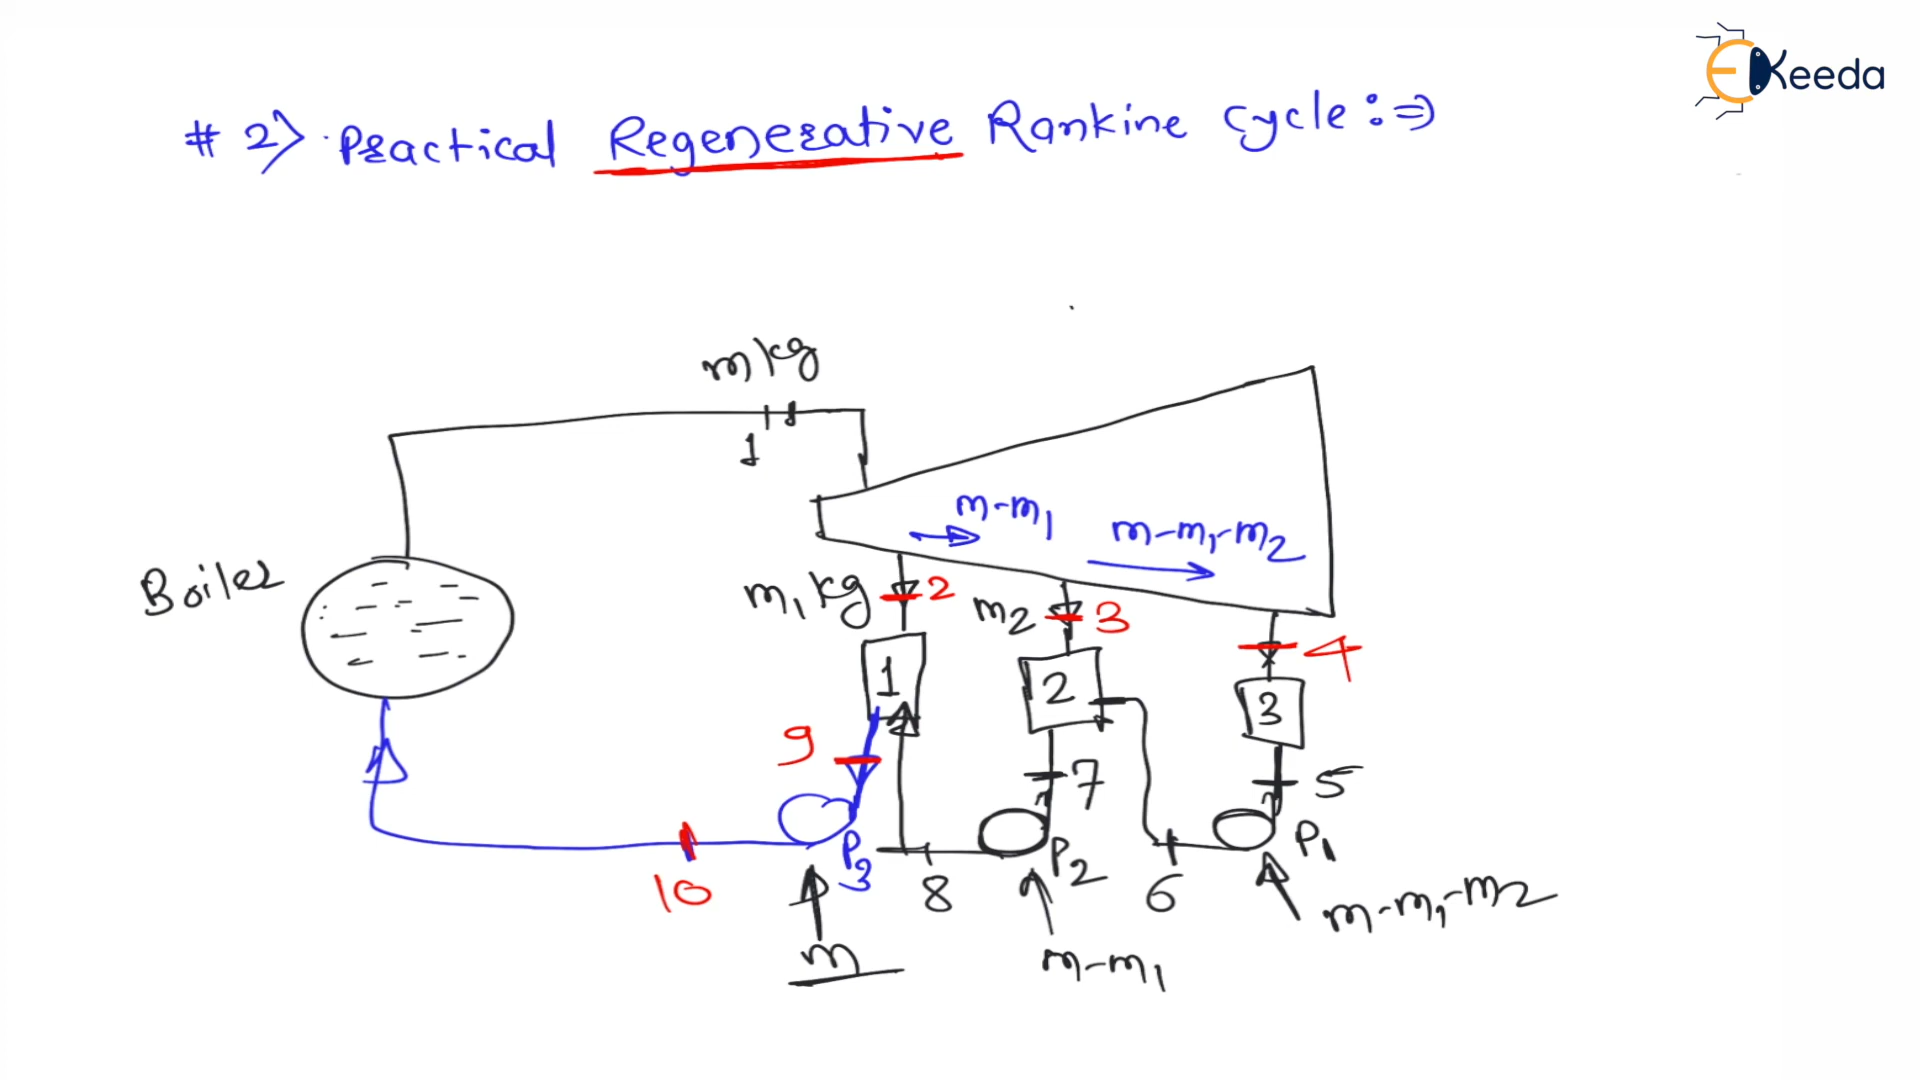 EKeeda
# 2) Practical Regenerative Rankine Cycle :⇒
m kg
1
m-m1
m-m1-m2
Boiler
m1 kg
2
m2
3
4
1
2
3
9
7
5
P3
P2
P1
10
8
6
m
m-m1
m-m1-m2